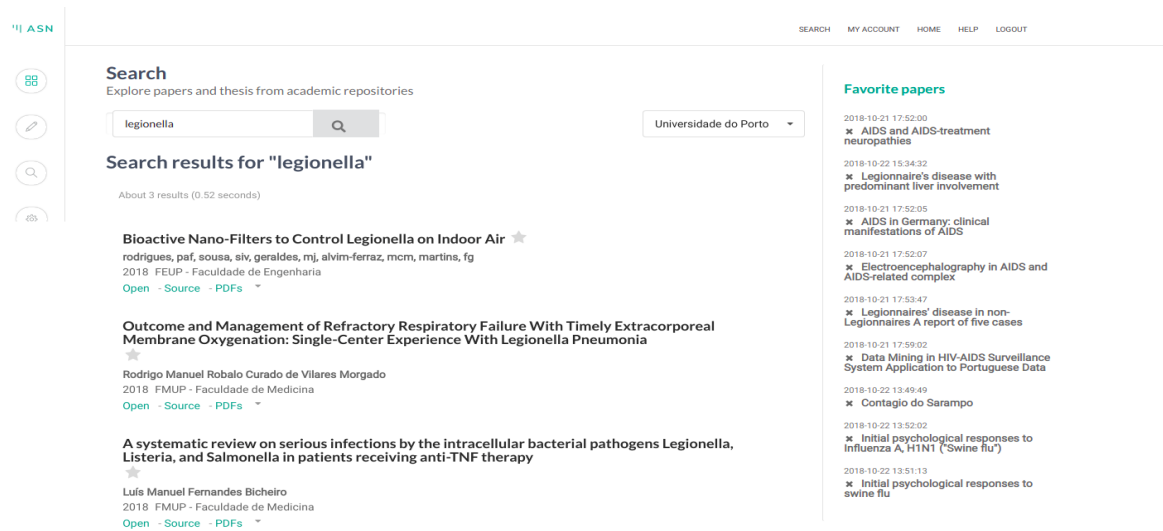 ASN
SEARCH MY ACCOUNT HOME HELP LOGOUT
Search
Explore papers and thesis from academic repositories
legionella
Universidade do Porto
Search results for "legionella"
About 3 results (0.52 seconds)
Bioactive Nano-Filters to Control Legionella on Indoor Air
rodrigues, paf, sousa, siv, geraldes, mj, alvim-ferraz, mcm, martins, fg
2018 FEUP - Faculdade de Engenharia
Open - Source - PDFs
Outcome and Management of Refractory Respiratory Failure With Timely Extracorporeal
Membrane Oxygenation: Single-Center Experience With Legionella Pneumonia
Rodrigo Manuel Robalo Curado de Vilares Morgado
2018 FMUP - Faculdade de Medicina
Open - Source - PDFs
A systematic review on serious infections by the intracellular bacterial pathogens Legionella,
Listeria, and Salmonella in patients receiving anti-TNF therapy
Luís Manuel Fernandes Bicheiro
2018 FMUP - Faculdade de Medicina
Open - Source - PDFs
Favorite papers
2018-10-21 17:52:00
× AIDS and AIDS-treatment
neuropathies
2018-10-22 15:34:32
× Legionnaire's disease with
predominant liver involvement
2018-10-21 17:52:05
× AIDS in Germany: clinical
manifestations of AIDS
2018-10-21 17:52:07
× Electroencephalography in AIDS and
AIDS-related complex
2018-10-21 17:53:47
× Legionnaires' disease in non-
Legionnaires A report of five cases
2018-10-21 17:59:02
× Data Mining in HIV-AIDS Surveillance
System Application to Portuguese Data
2018-10-22 13:49:49
× Contagio do Sarampo
2018-10-22 13:52:02
× Initial psychological responses to
Influenza A, H1N1 ("Swine flu")
2018-10-22 13:51:13
× Initial psychological responses to
swine flu